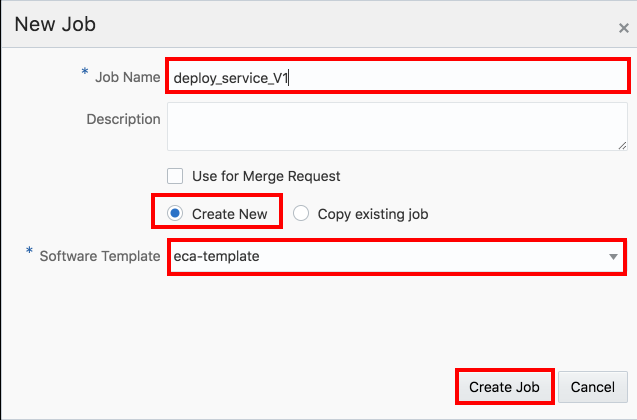 New Job
×
* Job Name deploy_service_V1
Description
Use for Merge Request
Create New Copy existing job
* Software Template eca-template
Create Job Cancel